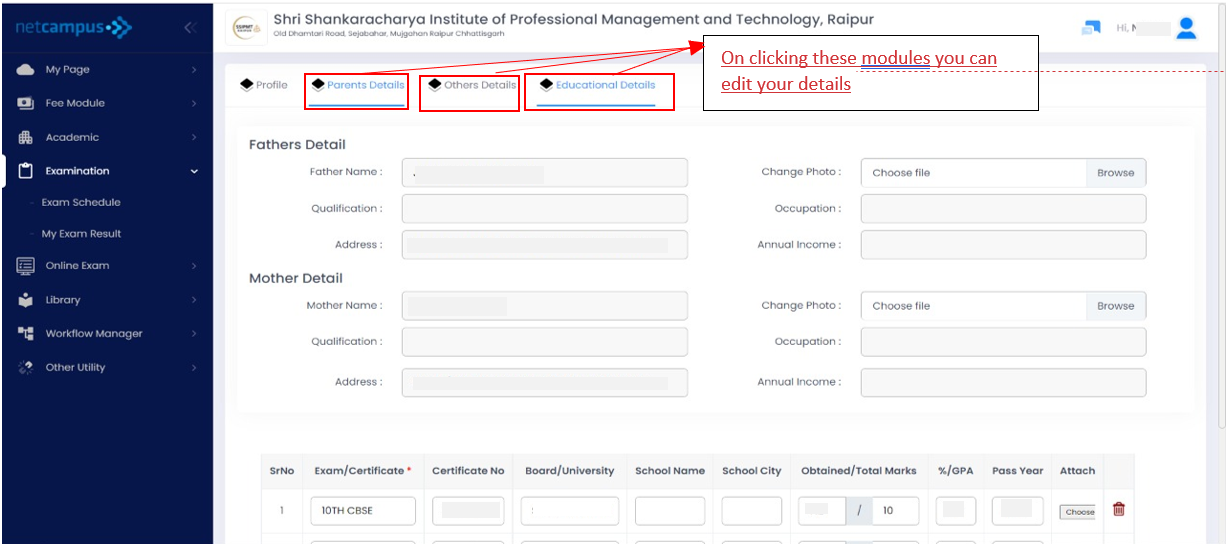 netcampus
Shri Shankaracharya Institute of Professional Management and Technology, Raipur
Old Dhamtari Road, Sejabahar, Mujgahan Raipur Chhattisgarh
Hi, N
My Page
Fee Module
Academic
Examination
Exam Schedule
My Exam Result
Online Exam
Library
Workflow Manager
Other Utility
Profile Parents Details Others Details Educational Details
On clicking these modules you can
edit your details
Fathers Detail
Father Name : Change Photo : Choose file Browse
Qualification : Occupation :
Address : Annual Income :
Mother Detail
Mother Name : Change Photo : Choose file Browse
Qualification : Occupation :
Address : Annual Income :
SrNo Exam/Certificate * Certificate No Board/University School Name School City Obtained/Total Marks %/GPA Pass Year Attach
1 10TH CBSE / 10 Choose